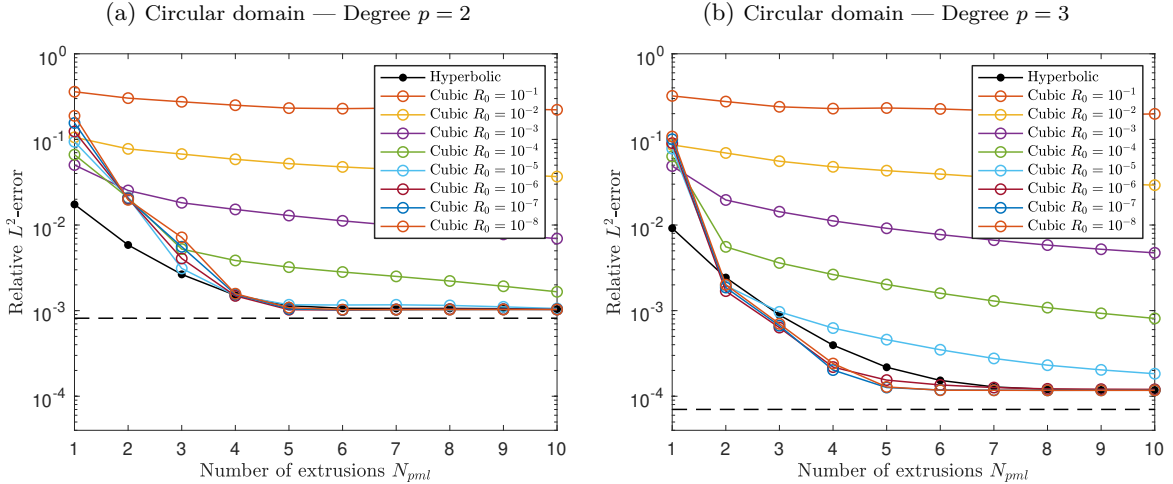 (a) Circular domain — Degree p = 2
10^0
10^-1
10^-2
10^-3
10^-4
Relative L^2-error
1 2 3 4 5 6 7 8 9 10
Number of extrusions N_pml
Hyperbolic
Cubic R_0 = 10^-1
Cubic R_0 = 10^-2
Cubic R_0 = 10^-3
Cubic R_0 = 10^-4
Cubic R_0 = 10^-5
Cubic R_0 = 10^-6
Cubic R_0 = 10^-7
Cubic R_0 = 10^-8
(b) Circular domain — Degree p = 3
10^0
10^-1
10^-2
10^-3
10^-4
Relative L^2-error
1 2 3 4 5 6 7 8 9 10
Number of extrusions N_pml
Hyperbolic
Cubic R_0 = 10^-1
Cubic R_0 = 10^-2
Cubic R_0 = 10^-3
Cubic R_0 = 10^-4
Cubic R_0 = 10^-5
Cubic R_0 = 10^-6
Cubic R_0 = 10^-7
Cubic R_0 = 10^-8